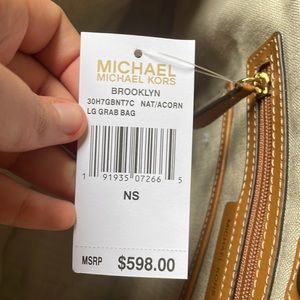 MICHAEL
MICHAEL KORS
BROOKLYN
30H7GBNT7C NAT/ACORN
LG GRAB BAG
1 91935 07266 5
NS
MSRP $598.00